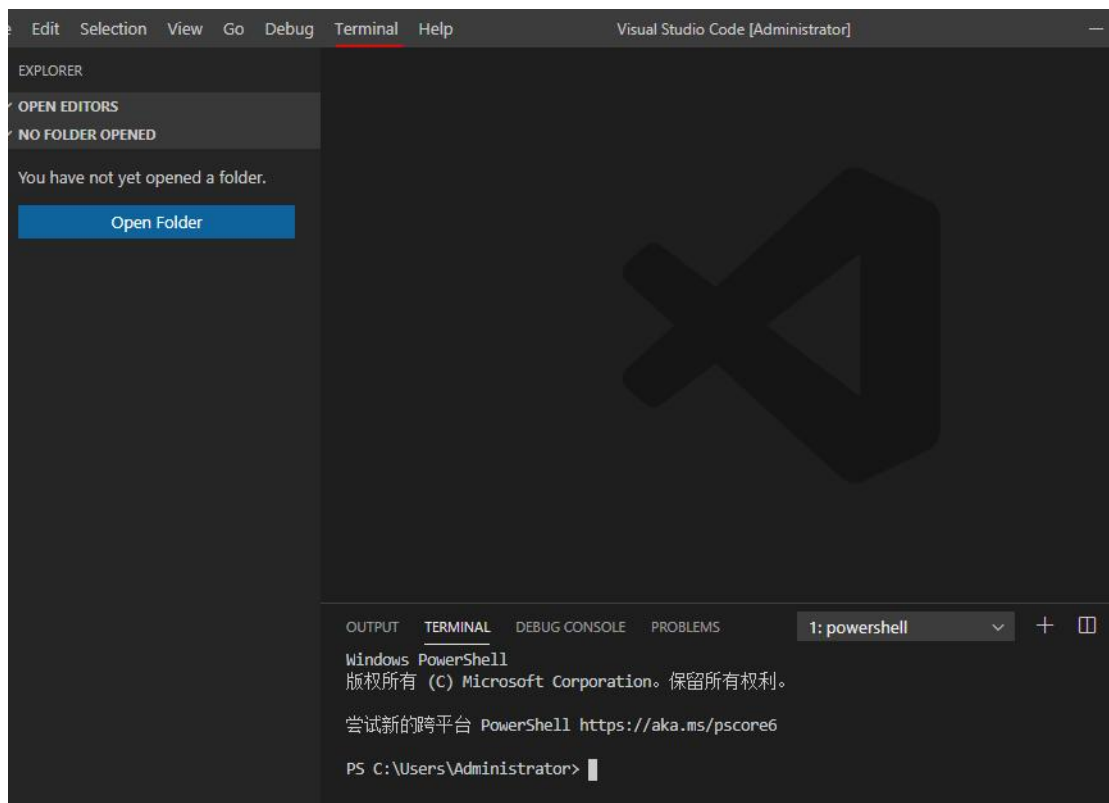 Edit Selection View Go Debug Terminal Help Visual Studio Code [Administrator]
EXPLORER
OPEN EDITORS
NO FOLDER OPENED
You have not yet opened a folder.
Open Folder
OUTPUT TERMINAL DEBUG CONSOLE PROBLEMS 1: powershell
Windows PowerShell
版权所有 (C) Microsoft Corporation。保留所有权利。
尝试新的跨平台 PowerShell https://aka.ms/pscore6
PS C:\Users\Administrator>